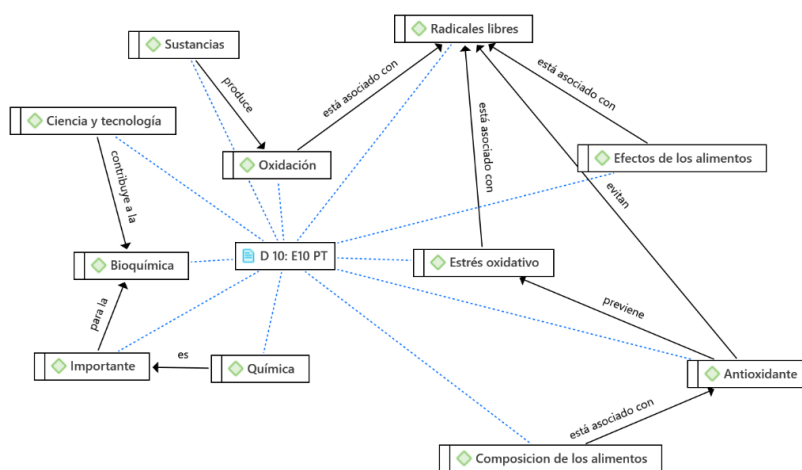 Sustancias
Radicales libres
produce
está asociado con
está asociado con
está asociado con
Ciencia y tecnología
Oxidación
Efectos de los alimentos
contribuye a la
evitan
Bioquímica
D 10: E10 PT
Estrés oxidativo
para la
previene
Importante
es
Química
Antioxidante
está asociado con
Composicion de los alimentos